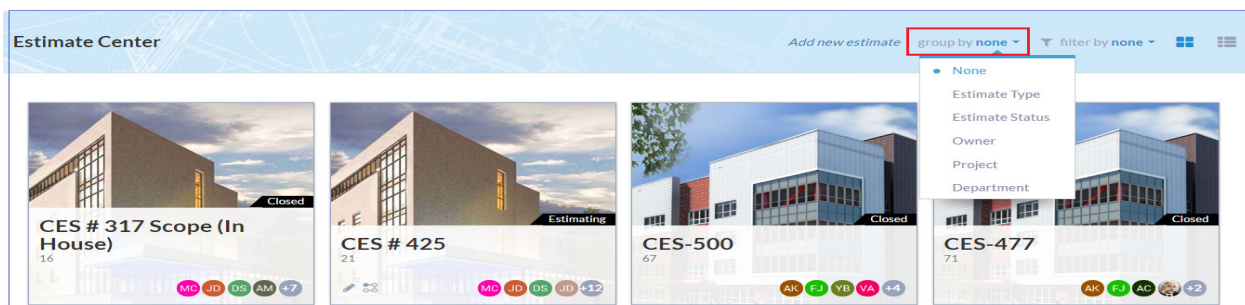 Estimate Center
Add new estimate
group by none
filter by none
None
Estimate Type
Estimate Status
Owner
Project
Department
Closed
CES # 317 Scope (In
House)
16
MC JD DS AM +7
Estimating
CES # 425
21
MC JD DS JD +12
Closed
CES-500
67
AK FJ YB VA +4
Closed
CES-477
71
AK FJ AC +2